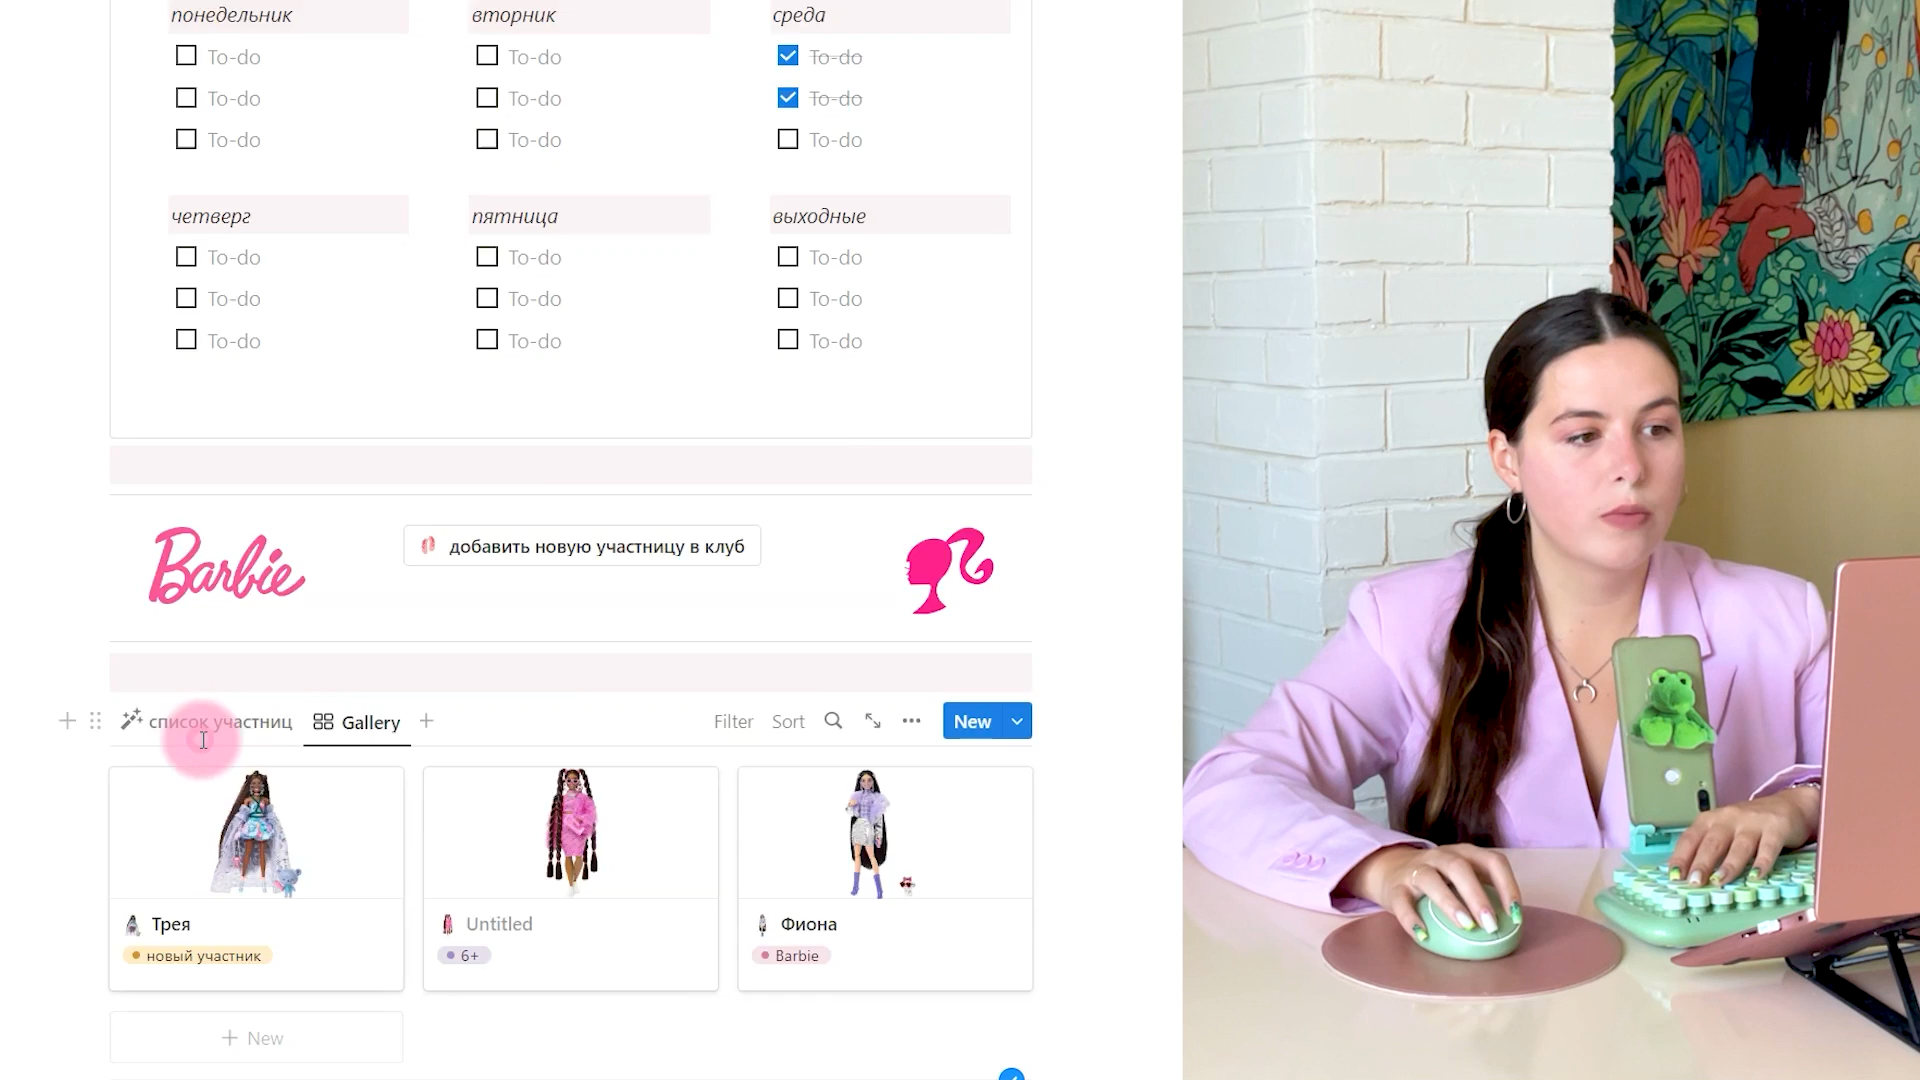 понедельник вторник среда
To-do To-do To-do
To-do To-do To-do
To-do To-do To-do
четверг пятница выходные
To-do To-do To-do
To-do To-do To-do
To-do To-do To-do
Barbie добавить новую участницу в клуб
список участниц Gallery Filter Sort New
Трея Untitled Фиона
новый участник 6+ Barbie
New